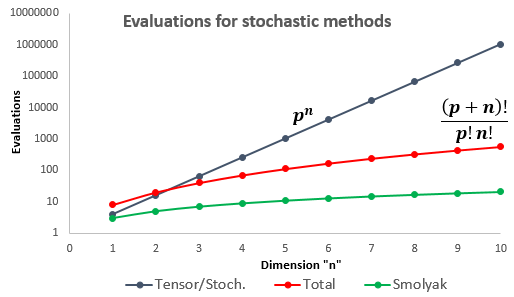 Evaluations for stochastic methods
10000000
1000000
100000
10000
1000
100
10
1
Evaluations
pⁿ
(p + n)!
p! n!
0 1 2 3 4 5 6 7 8 9 10
Dimension "n"
Tensor/Stoch. Total Smolyak